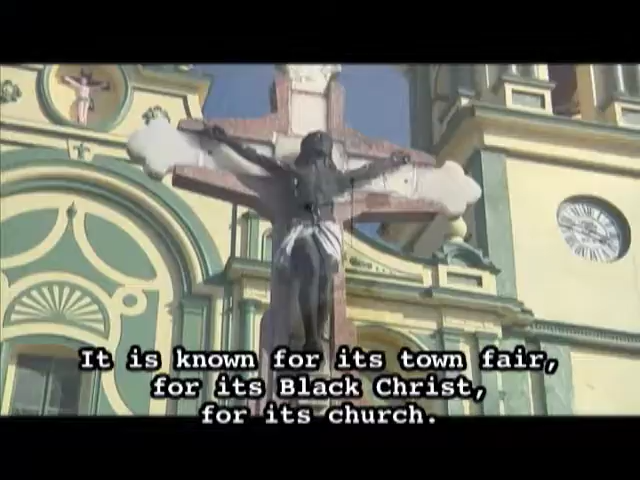 It is known for its town fair,
for its Black Christ,
for its church.